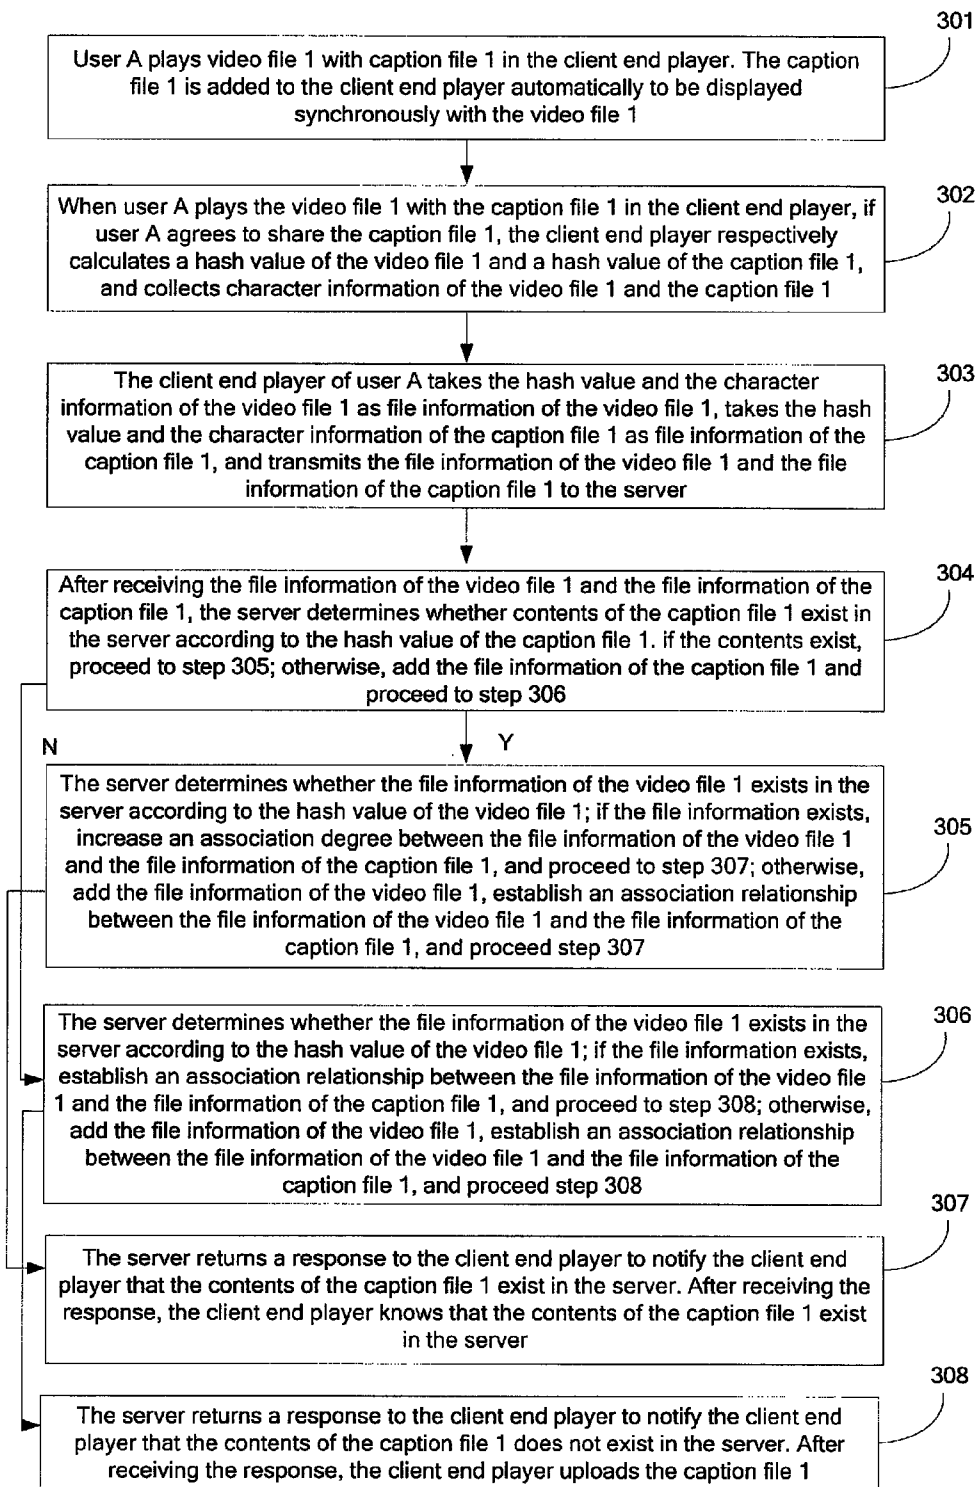 301
User A plays video file 1 with caption file 1 in the client end player. The caption
file 1 is added to the client end player automatically to be displayed
synchronously with the video file 1
302
When user A plays the video file 1 with the caption file 1 in the client end player, if
user A agrees to share the caption file 1, the client end player respectively
calculates a hash value of the video file 1 and a hash value of the caption file 1,
and collects character information of the video file 1 and the caption file 1
303
The client end player of user A takes the hash value and the character
information of the video file 1 as file information of the video file 1, takes the hash
value and the character information of the caption file 1 as file information of the
caption file 1, and transmits the file information of the video file 1 and the file
information of the caption file 1 to the server
304
After receiving the file information of the video file 1 and the file information of the
caption file 1, the server determines whether contents of the caption file 1 exist in
the server according to the hash value of the caption file 1. if the contents exist,
proceed to step 305; otherwise, add the file information of the caption file 1 and
proceed to step 306
N
Y
The server determines whether the file information of the video file 1 exists in the
server according to the hash value of the video file 1; if the file information exists,
increase an association degree between the file information of the video file 1
and the file information of the caption file 1, and proceed to step 307; otherwise,
add the file information of the video file 1, establish an association relationship
between the file information of the video file 1 and the file information of the
caption file 1, and proceed step 307
305
The server determines whether the file information of the video file 1 exists in the
server according to the hash value of the video file 1; if the file information exists,
establish an association relationship between the file information of the video file
1 and the file information of the caption file 1, and proceed to step 308; otherwise,
add the file information of the video file 1, establish an association relationship
between the file information of the video file 1 and the file information of the
caption file 1, and proceed step 308
306
307
The server returns a response to the client end player to notify the client end
player that the contents of the caption file 1 exist in the server. After receiving the
response, the client end player knows that the contents of the caption file 1 exist
in the server
308
The server returns a response to the client end player to notify the client end
player that the contents of the caption file 1 does not exist in the server. After
receiving the response, the client end player uploads the caption file 1